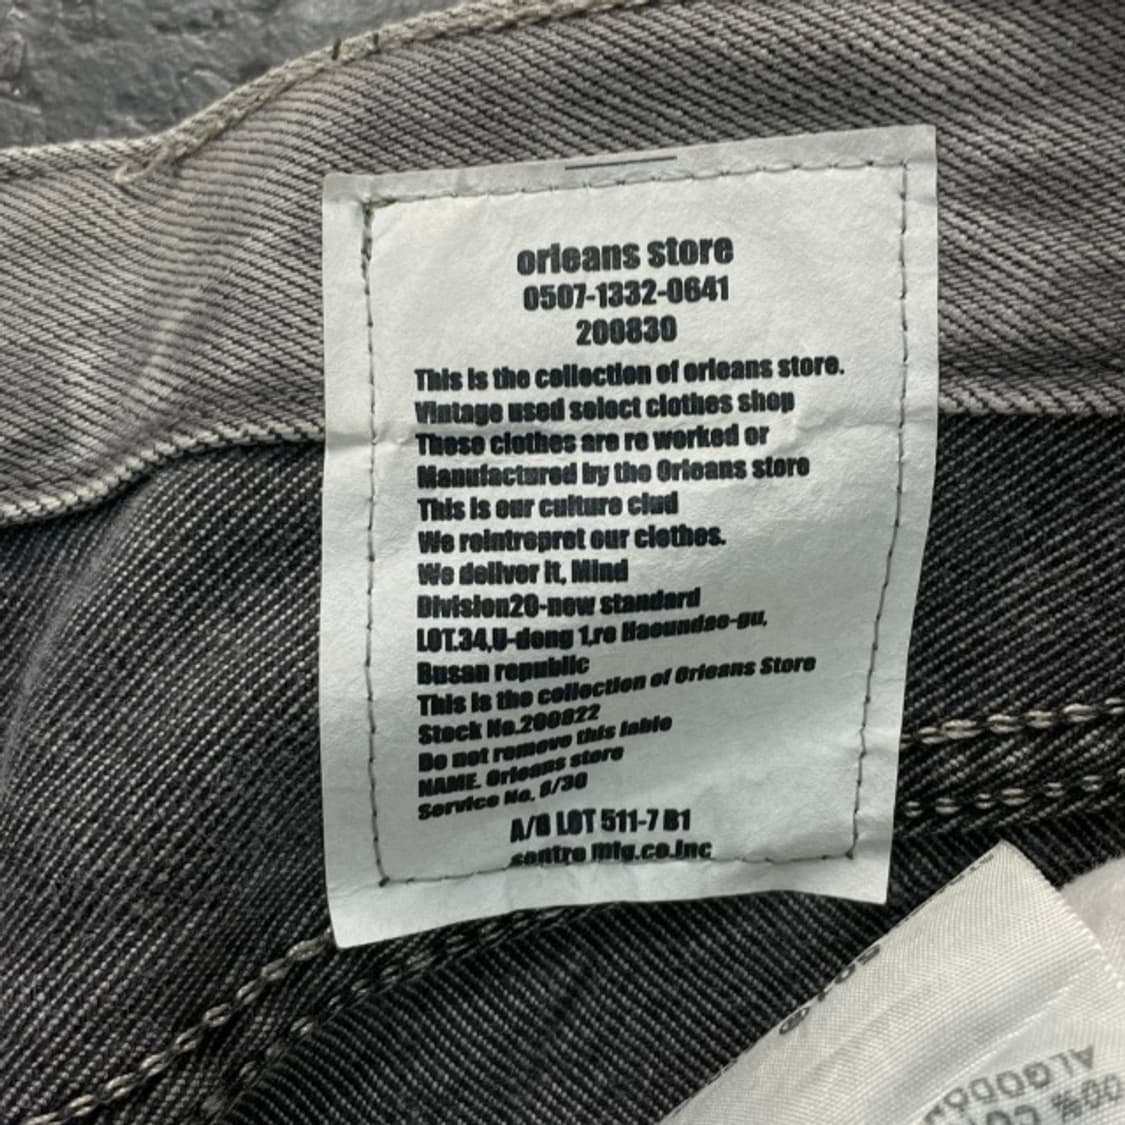 orleans store
0507-1332-0641
200830
This is the collection of orleans store.
Vintage used select clothes shop
These clothes are re worked or
Manufactured by the Orleans store
This is our culture clud
We reintrepret our clothes.
We deliver it, Mind
Division20-new standard
LOT.34,U-dong 1,ro Haeundae-gu,
Busan republic
This is the collection of Orleans Store
Stock No.200822
Do not remove this lable
NAME. Orleans store
Service No. 8/30
A/S LOT 511-7 B1
sentre mfg.co.inc
100% COTTON
ALGODON